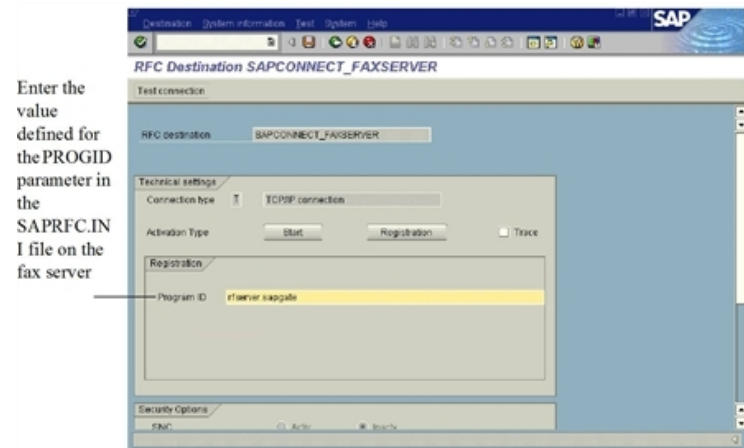 Enter the
value
defined for
the PROGID
parameter in
the
SAPRFC.IN
I file on the
fax server
Destination System information Test System Help
SAP
RFC Destination SAPCONNECT_FAXSERVER
Test connection
RFC destination SAPCONNECT_FAXSERVER
Technical settings
Connection type T TCP/IP connection
Activation Type Start Registration Trace
Registration
Program ID rfserver.sapgate
Security Options
SNC